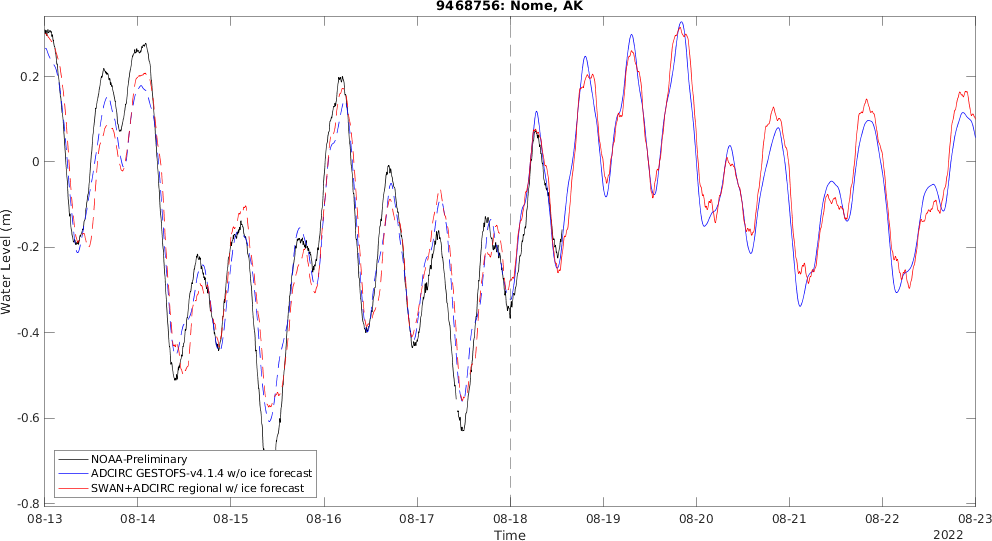 9468756: Nome, AK
Water Level (m)
0.2
0
-0.2
-0.4
-0.6
-0.8
NOAA-Preliminary
ADCIRC GESTOFS-v4.1.4 w/o ice forecast
SWAN+ADCIRC regional w/ ice forecast
08-13 08-14 08-15 08-16 08-17 08-18 08-19 08-20 08-21 08-22 08-23
Time
2022